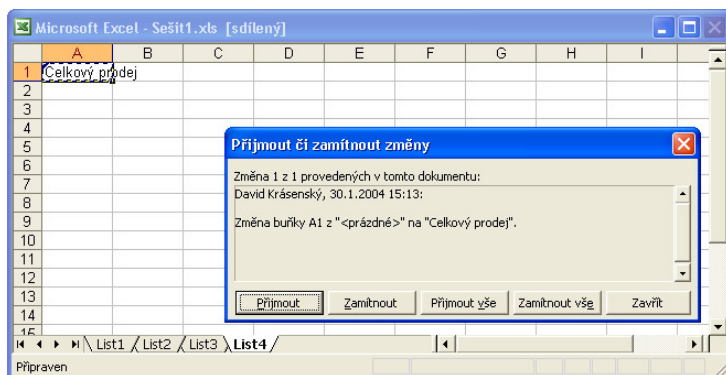 Microsoft Excel - Sešit1.xls [sdílený]
A B C D E F G H I
1 Celkový prodej
2
3
4
5
6
7
8
9
10
11
12
13
14
15
Přijmout či zamítnout změny
Změna 1 z 1 provedených v tomto dokumentu:
David Krásenský, 30.1.2004 15:13:
Změna buňky A1 z "<prázdné>" na "Celkový prodej".
Přijmout Zamítnout Přijmout vše Zamítnout vše Zavřít
List1 List2 List3 List4
Připraven